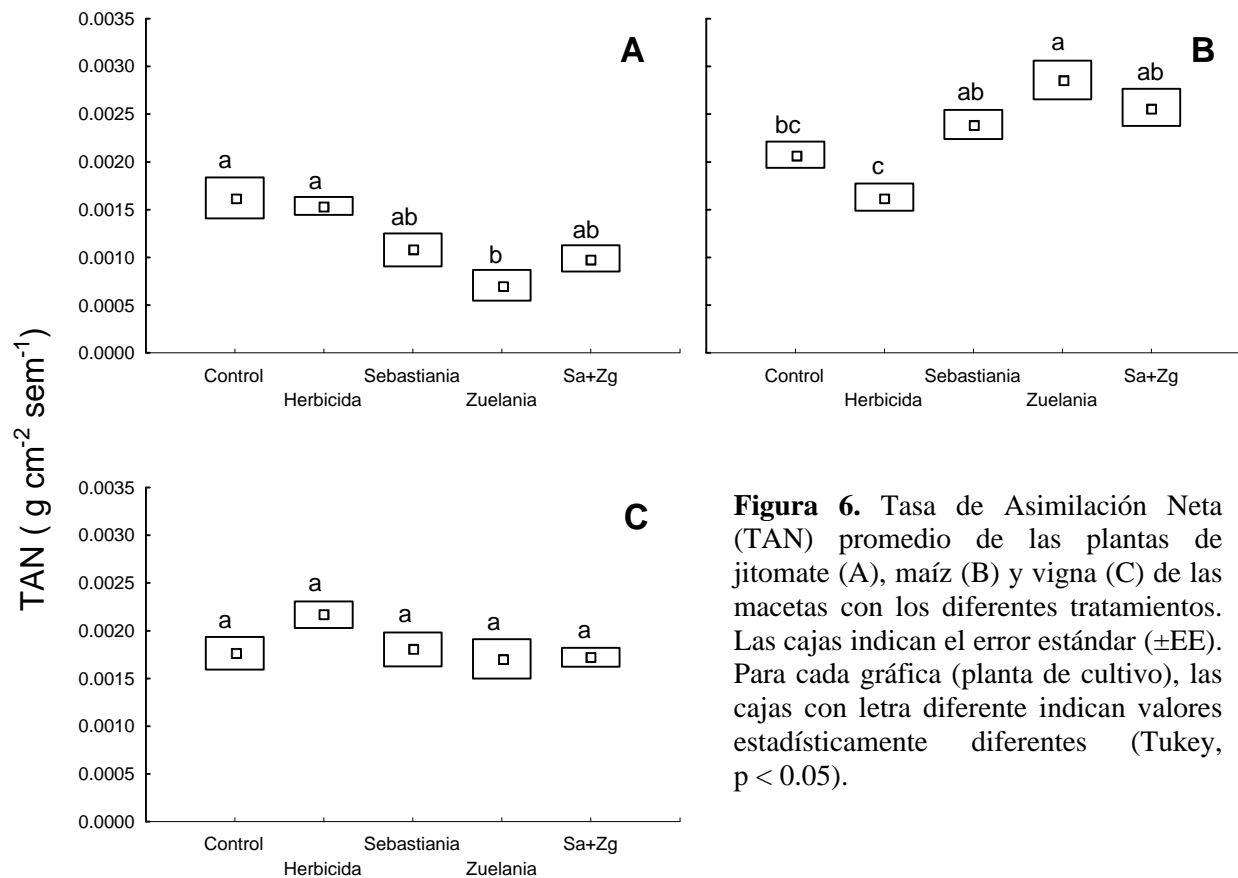 0.0035
0.0030
0.0025
0.0020
0.0015
0.0010
0.0005
0.0000
A
a
a
ab
b
ab
Control
Herbicida
Sebastiania
Zuelania
Sa+Zg
B
bc
c
ab
a
ab
Control
Herbicida
Sebastiania
Zuelania
Sa+Zg
TAN ( g cm-2 sem-1)
0.0035
0.0030
0.0025
0.0020
0.0015
0.0010
0.0005
0.0000
C
a
a
a
a
a
Control
Herbicida
Sebastiania
Zuelania
Sa+Zg
Figura 6. Tasa de Asimilación Neta
(TAN) promedio de las plantas de
jitomate (A), maíz (B) y vigna (C) de las
macetas con los diferentes tratamientos.
Las cajas indican el error estándar (±EE).
Para cada gráfica (planta de cultivo), las
cajas con letra diferente indican valores
estadísticamente diferentes (Tukey,
p < 0.05).